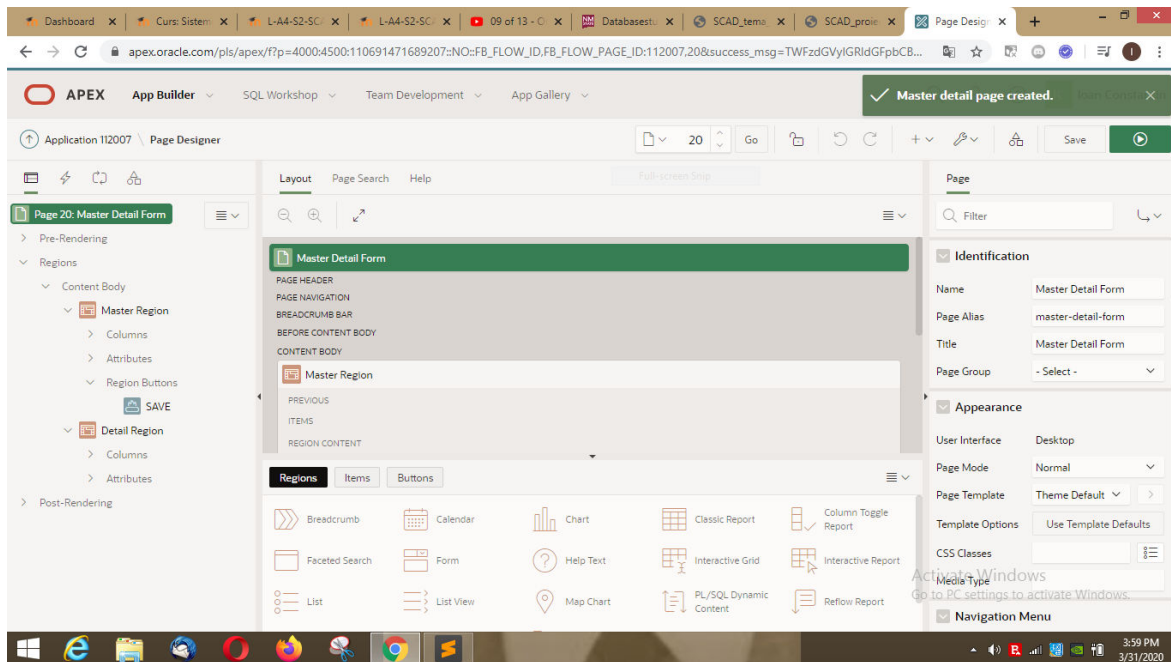 Dashboard
Curs: Sistem
L-A4-S2-SCA
L-A4-S2-SCA
09 of 13 - O
Databasestu
SCAD_tema_
SCAD_proie
Page Design
apex.oracle.com/pls/apex/f?p=4000:4500:110691471689207::NO::FB_FLOW_ID,FB_FLOW_PAGE_ID:112007,20&success_msg=TWFzdGVyIGRldGFpbCB...
APEX App Builder SQL Workshop Team Development App Gallery
Master detail page created.
Application 112007 \ Page Designer
20 Go Save
Layout Page Search Help
Full-screen Snip
Page
Page 20: Master Detail Form
Pre-Rendering
Regions
Content Body
Master Region
Columns
Attributes
Region Buttons
SAVE
Detail Region
Columns
Attributes
Post-Rendering
Master Detail Form
PAGE HEADER
PAGE NAVIGATION
BREADCRUMB BAR
BEFORE CONTENT BODY
CONTENT BODY
Master Region
PREVIOUS
ITEMS
REGION CONTENT
Regions Items Buttons
Breadcrumb Calendar Chart Classic Report Column Toggle Report
Faceted Search Form Help Text Interactive Grid Interactive Report
List List View Map Chart PL/SQL Dynamic Content Reflow Report
Filter
Identification
Name Master Detail Form
Page Alias master-detail-form
Title Master Detail Form
Page Group - Select -
Appearance
User Interface Desktop
Page Mode Normal
Page Template Theme Default
Template Options Use Template Defaults
CSS Classes
Media Type
Navigation Menu
Activate Windows
Go to PC settings to activate Windows.
3:59 PM
3/31/2020